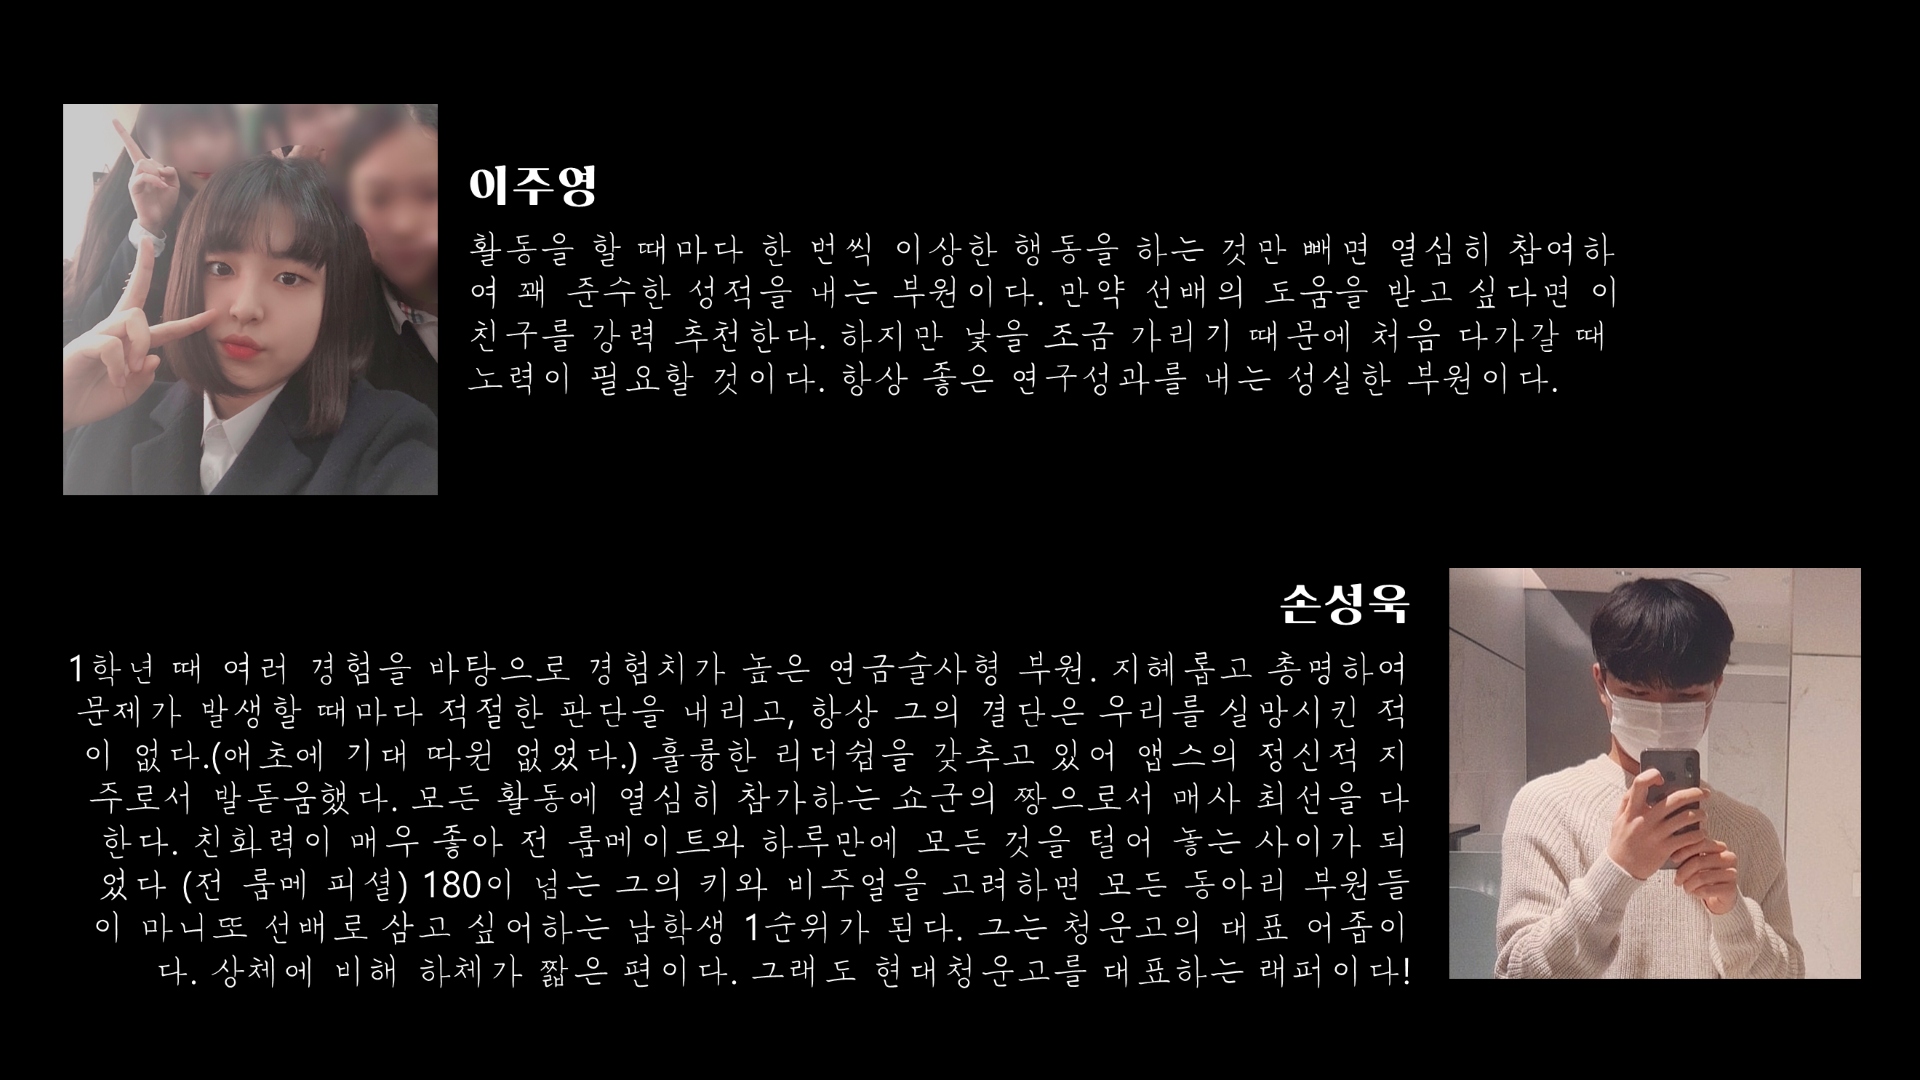 이주영
활동을 할 때마다 한 번씩 이상한 행동을 하는 것만 빼면 열심히 참여하
여 꽤 준수한 성적을 내는 부원이다. 만약 선배의 도움을 받고 싶다면 이
친구를 강력 추천한다. 하지만 낯을 조금 가리기 때문에 처음 다가갈 때
노력이 필요할 것이다. 항상 좋은 연구성과를 내는 성실한 부원이다.
손성욱
1학년 때 여러 경험을 바탕으로 경험치가 높은 연금술사형 부원. 지혜롭고 총명하여
문제가 발생할 때마다 적절한 판단을 내리고, 항상 그의 결단은 우리를 실망시킨 적
이 없다.(애초에 기대 따윈 없었다.) 훌륭한 리더쉽을 갖추고 있어 앱스의 정신적 지
주로서 발돋움했다. 모든 활동에 열심히 참가하는 쇼군의 짱으로서 매사 최선을 다
한다. 친화력이 매우 좋아 전 룸메이트와 하루만에 모든 것을 털어 놓는 사이가 되
었다 (전 룸메 피셜) 180이 넘는 그의 키와 비주얼을 고려하면 모든 동아리 부원들
이 마니또 선배로 삼고 싶어하는 남학생 1순위가 된다. 그는 청운고의 대표 어좁이
다. 상체에 비해 하체가 짧은 편이다. 그래도 현대청운고를 대표하는 래퍼이다!